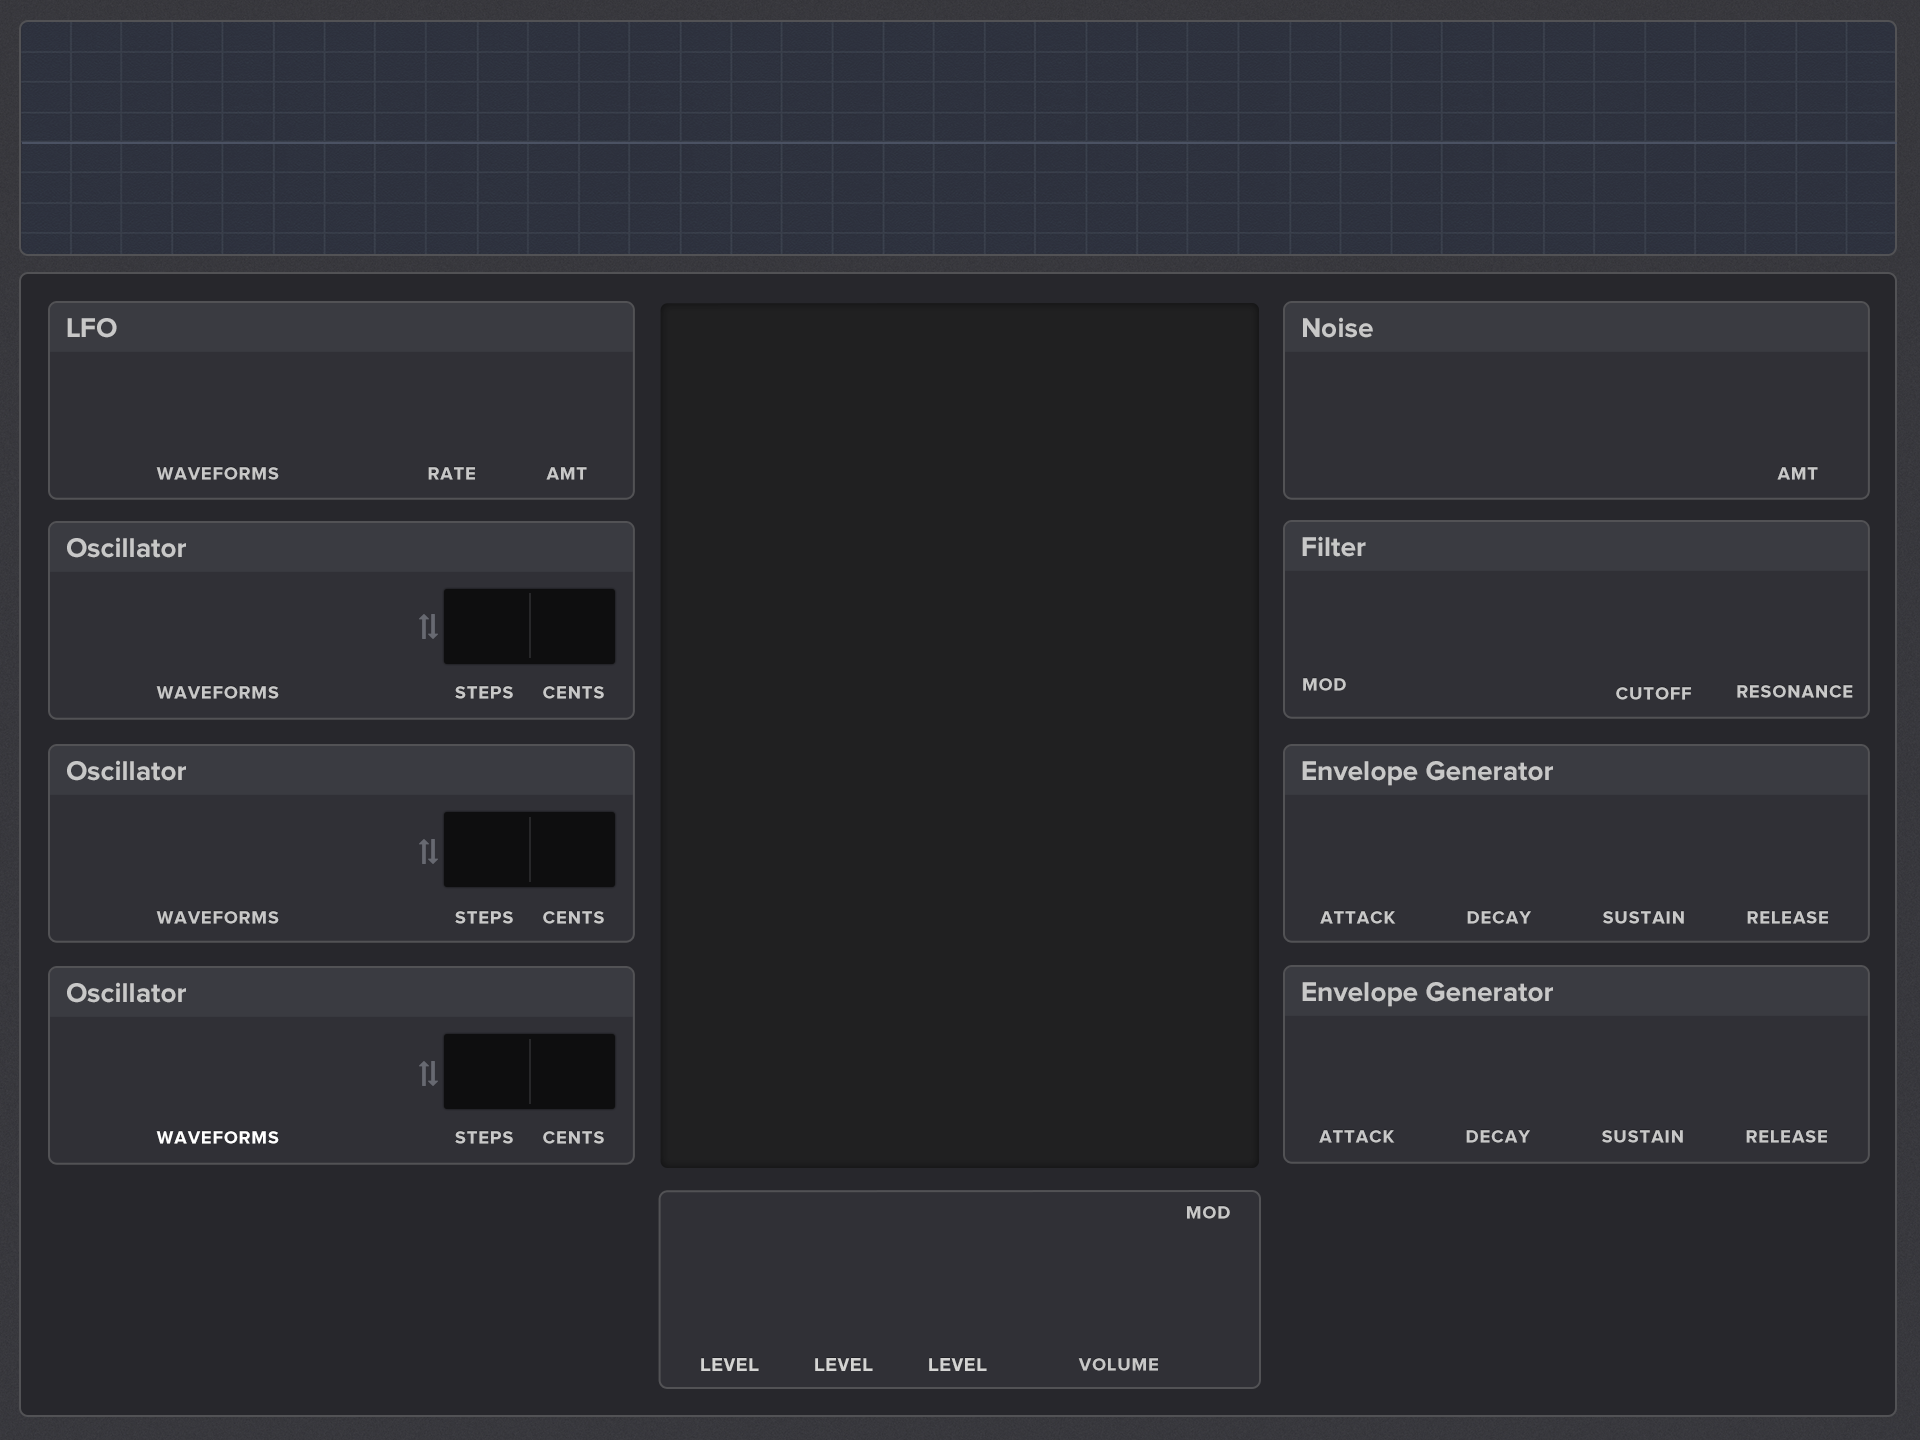 LFO
WAVEFORMS RATE AMT
Oscillator
WAVEFORMS STEPS CENTS
Oscillator
WAVEFORMS STEPS CENTS
Oscillator
WAVEFORMS STEPS CENTS
MOD
LEVEL LEVEL LEVEL VOLUME
Noise
AMT
Filter
MOD CUTOFF RESONANCE
Envelope Generator
ATTACK DECAY SUSTAIN RELEASE
Envelope Generator
ATTACK DECAY SUSTAIN RELEASE